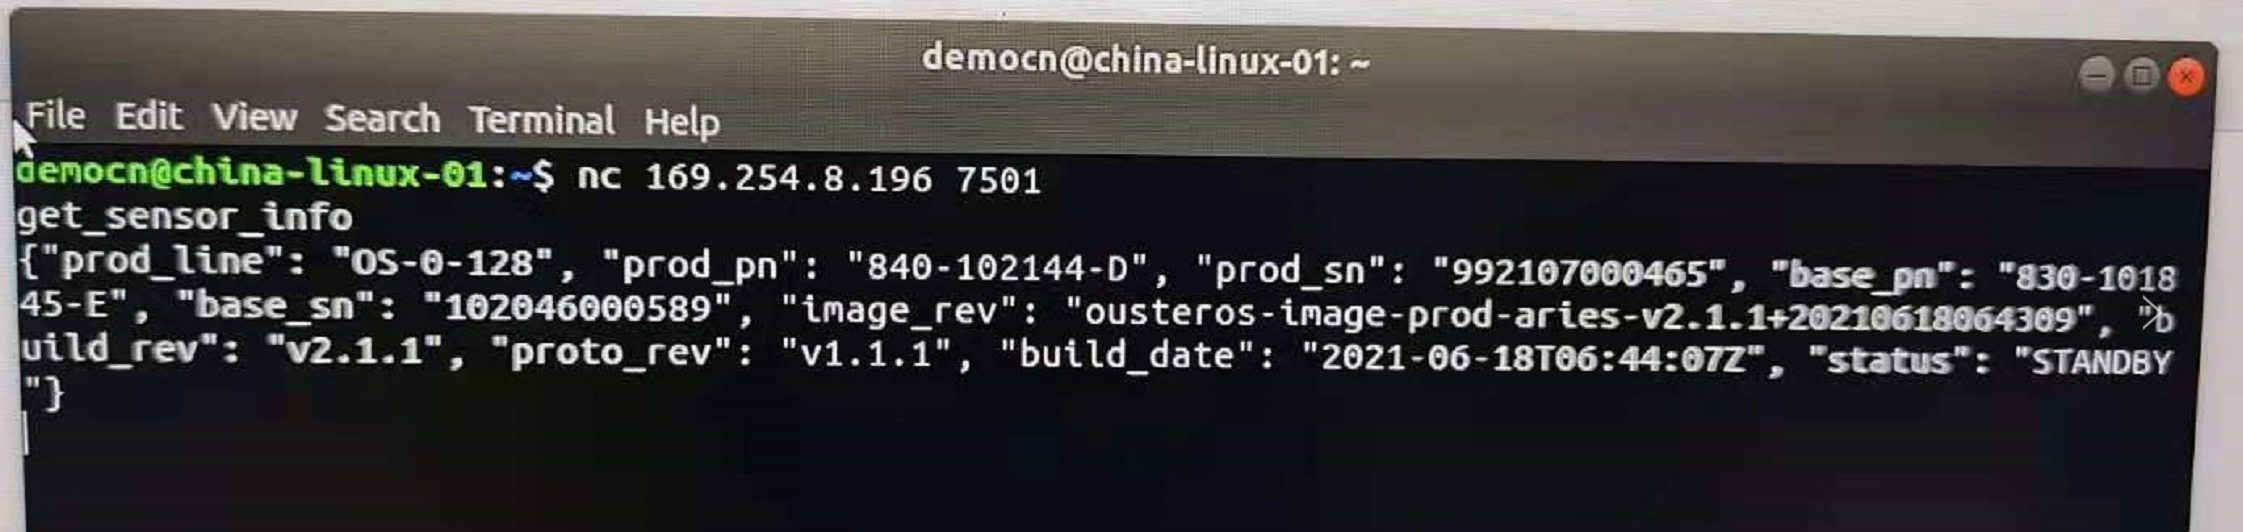 democn@china-linux-01: ~
File Edit View Search Terminal Help
democn@china-linux-01:~$ nc 169.254.8.196 7501
get_sensor_info
{"prod_line": "OS-0-128", "prod_pn": "840-102144-D", "prod_sn": "992107000465", "base_pn": "830-1018
45-E", "base_sn": "102046000589", "image_rev": "ousteros-image-prod-aries-v2.1.1+20210618064309", "b
uild_rev": "v2.1.1", "proto_rev": "v1.1.1", "build_date": "2021-06-18T06:44:07Z", "status": "STANDBY
"}